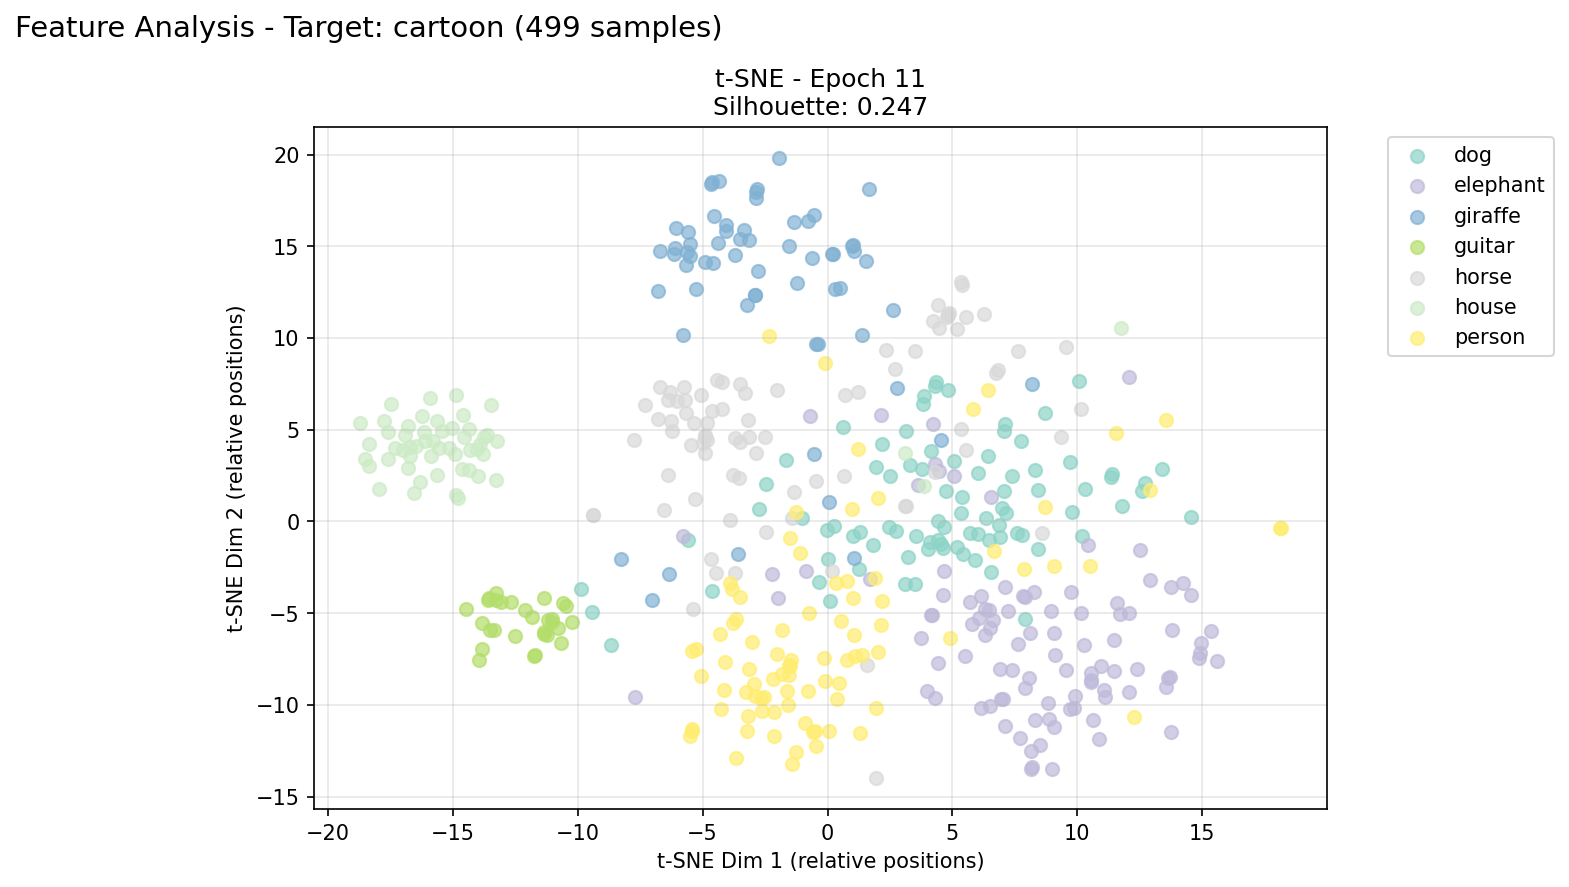 Feature Analysis - Target: cartoon (499 samples)
t-SNE - Epoch 11
Silhouette: 0.247
dog
elephant
giraffe
guitar
horse
house
person
20
15
10
5
0
−5
−10
−15
t-SNE Dim 2 (relative positions)
−20
−15
−10
−5
0
5
10
15
t-SNE Dim 1 (relative positions)